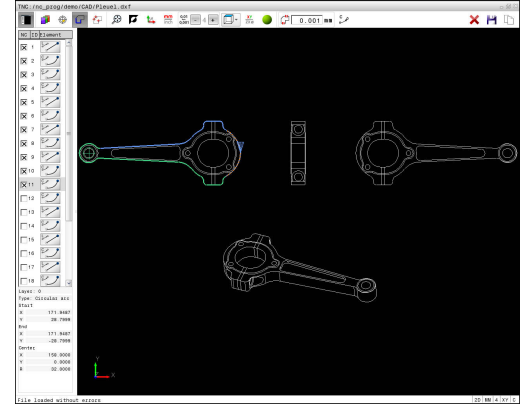 TNC:/nc_prog/demo/CAD/Pleuel.dxf
0.001 mm
NC ID Element
1
2
3
4
5
6
7
8
9
10
11
12
13
14
15
16
17
18
Layer: 0
Type: Circular arc
Start
X 171.9487
Y 28.7999
End
X 171.9487
Y -28.7999
Center
X 158.0000
Y 0.0000
R 32.0000
Y
X
File loaded without errors
2D MM 4 XY C